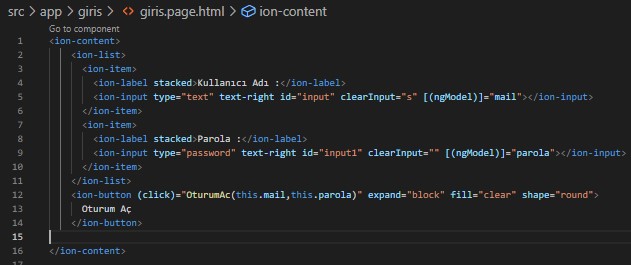 src > app > giris > <> giris.page.html > ion-content
Go to component
1 <ion-content>
2 <ion-list>
3 <ion-item>
4 <ion-label stacked>Kullanıcı Adı :</ion-label>
5 <ion-input type="text" text-right id="input" clearInput="s" [(ngModel)]="mail"></ion-input>
6 </ion-item>
7 <ion-item>
8 <ion-label stacked>Parola :</ion-label>
9 <ion-input type="password" text-right id="input1" clearInput="" [(ngModel)]="parola"></ion-input>
10 </ion-item>
11 </ion-list>
12 <ion-button (click)="OturumAc(this.mail,this.parola)" expand="block" fill="clear" shape="round">
13 Oturum Aç
14 </ion-button>
15
16 </ion-content>